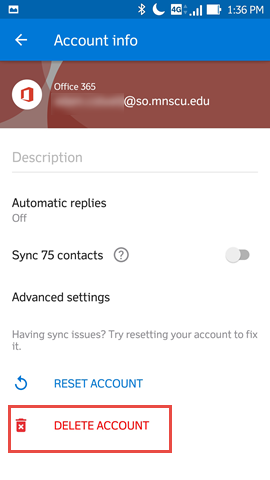 4G 1:36 PM
Account info
Office 365
@so.mnscu.edu
Description
Automatic replies
Off
Sync 75 contacts ?
Advanced settings
Having sync issues? Try resetting your account to fix
it.
RESET ACCOUNT
DELETE ACCOUNT